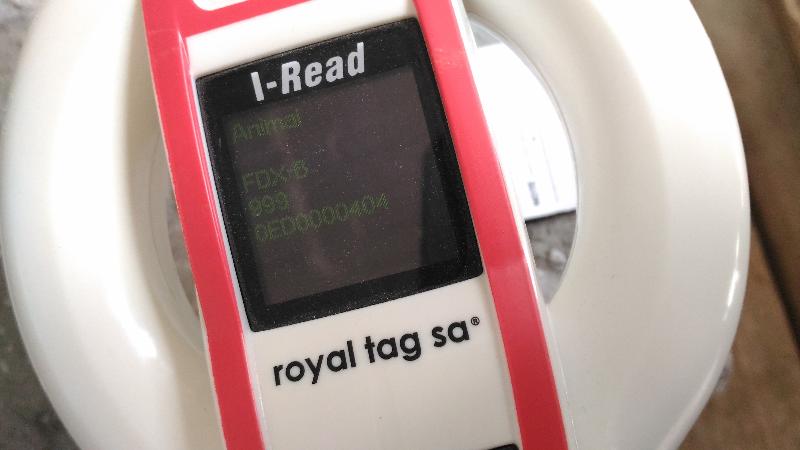 I-Read
Animal
FDX-B
999
0ED0000404
royal tag sa®